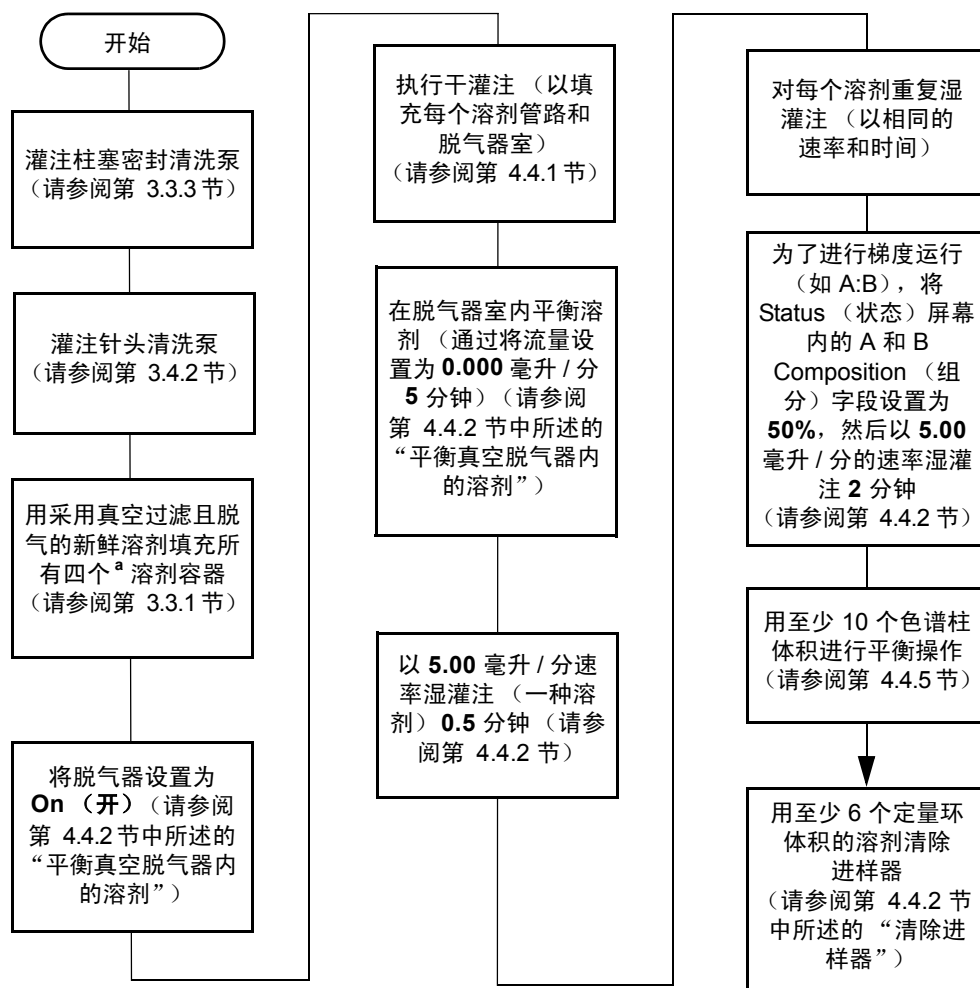 开始
灌注柱塞密封清洗泵
（请参阅第 3.3.3 节）
灌注针头清洗泵
（请参阅第 3.4.2 节）
用采用真空过滤且脱
气的新鲜溶剂填充所
有四个 a 溶剂容器
（请参阅第 3.3.1 节）
将脱气器设置为
On （开）（请参阅
第 4.4.2 节中所述的
“平衡真空脱气器内
的溶剂”）
执行干灌注 （以填
充每个溶剂管路和
脱气器室）
（请参阅第 4.4.1 节）
在脱气器室内平衡溶
剂 （通过将流量设
置为 0.000 毫升 / 分
5 分钟）（请参阅
第 4.4.2 节中所述的
“平衡真空脱气器内
的溶剂”）
以 5.00 毫升 / 分速
率湿灌注 （一种溶
剂）0.5 分钟 （请参
阅第 4.4.2 节）
对每个溶剂重复湿
灌注 （以相同的
速率和时间）
为了进行梯度运行
（如 A:B），将
Status （状态）屏幕
内的 A 和 B
Composition （组
分）字段设置为
50%，然后以 5.00
毫升 / 分的速率湿灌
注 2 分钟
（请参阅第 4.4.2 节）
用至少 10 个色谱柱
体积进行平衡操作
（请参阅第 4.4.5 节）
用至少 6 个定量环
体积的溶剂清除
进样器
（请参阅第 4.4.2 节
中所述的 “清除进
样器”）